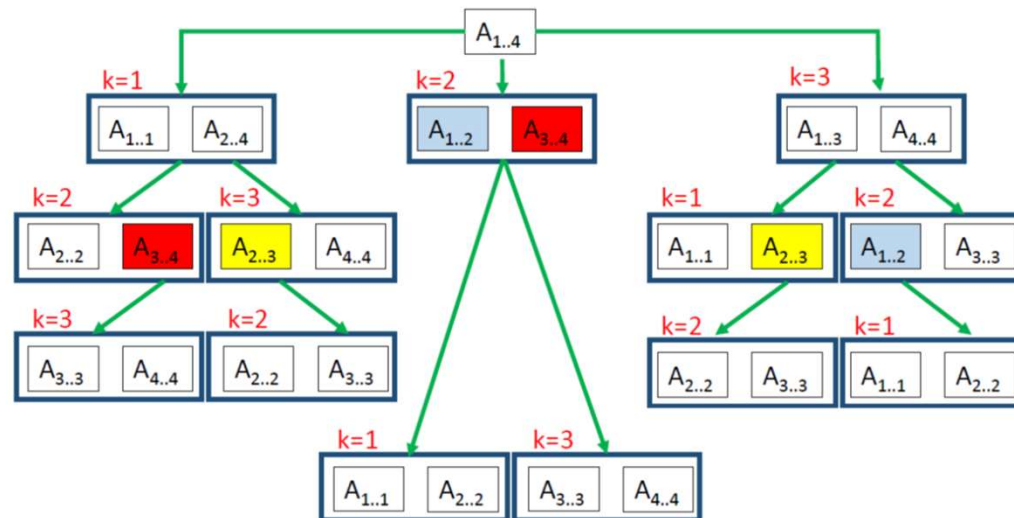 A1..4
k=1
k=2
k=3
A1..1 A2..4
A1..2 A3..4
A1..3 A4..4
k=2 k=3
k=1 k=2
A2..2 A3..4 A2..3 A4..4
A1..1 A2..3 A1..2 A3..3
k=3 k=2
k=2 k=1
A3..3 A4..4 A2..2 A3..3
A2..2 A3..3 A1..1 A2..2
k=1 k=3
A1..1 A2..2 A3..3 A4..4